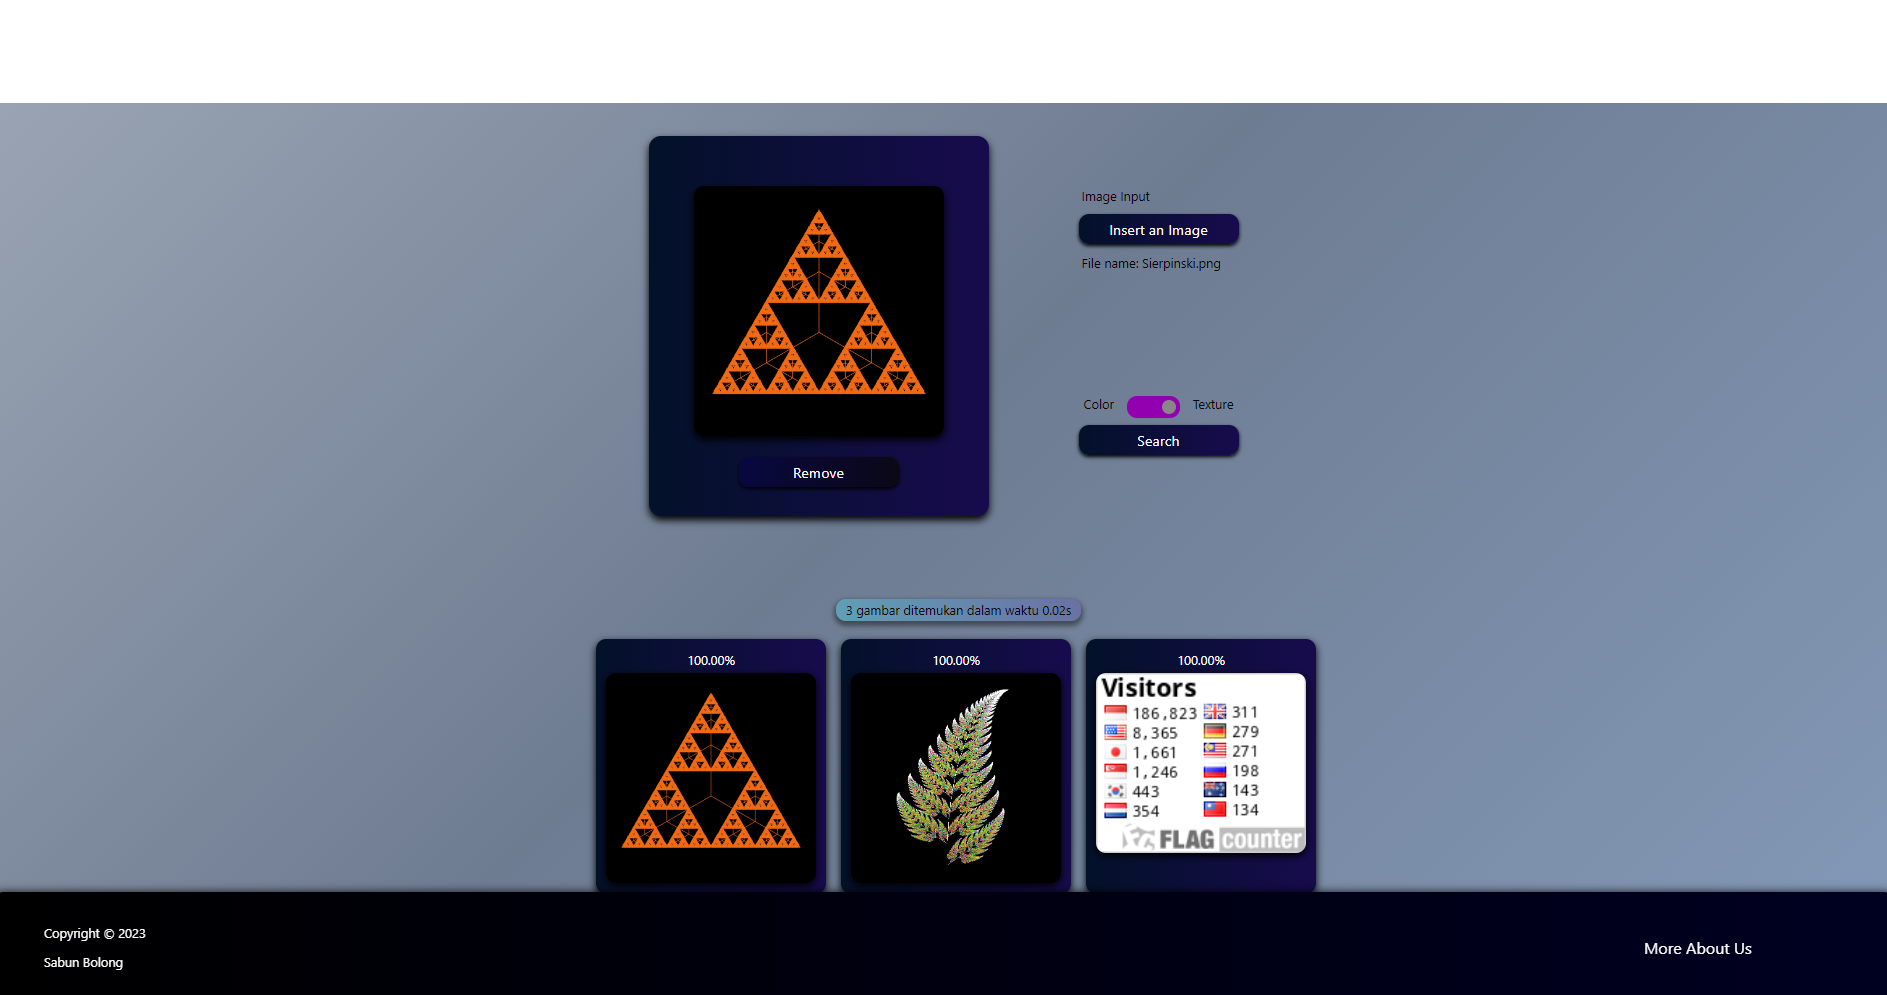 Image Input
Insert an Image
File name: Sierpinski.png
Color Texture
Search
Remove
3 gambar ditemukan dalam waktu 0.02s
100.00%
100.00%
100.00%
Visitors
186,823 311
8,365 279
1,661 271
1,246 198
443 143
354 134
FLAG counter
Copyright © 2023
Sabun Bolong
More About Us